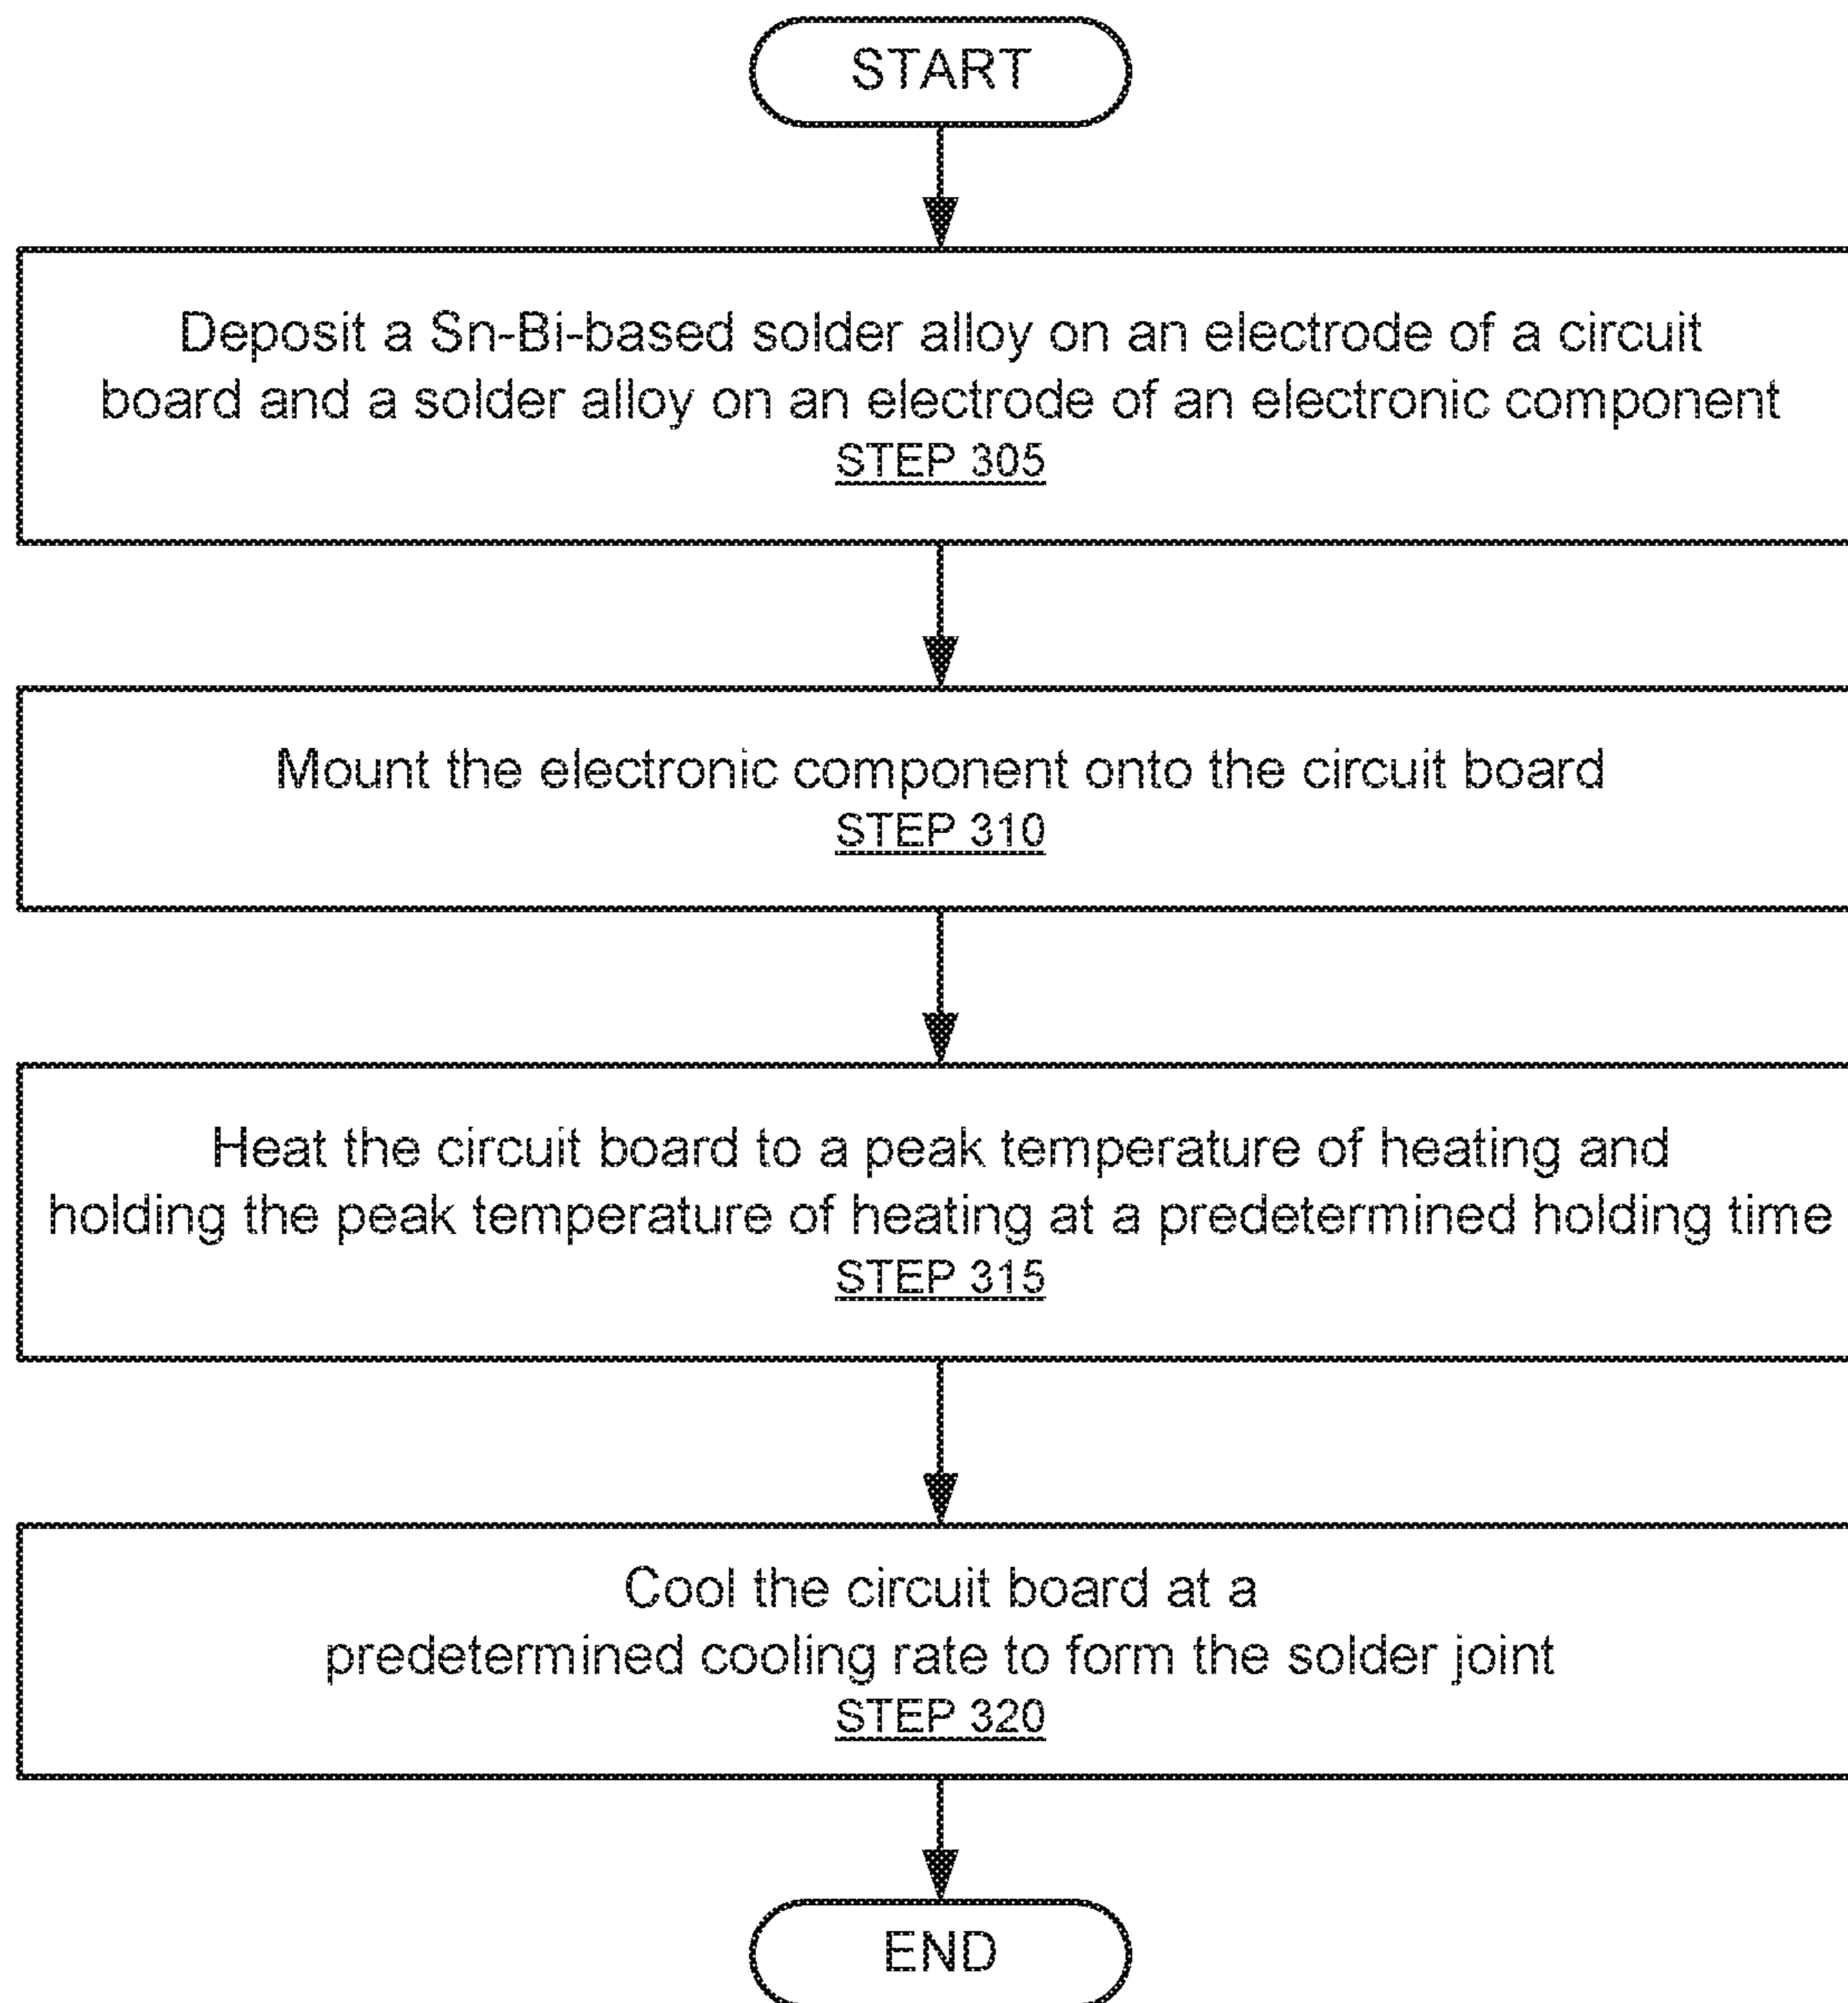 START
Deposit a Sn-Bi-based solder alloy on an electrode of a circuit
board and a solder alloy on an electrode of an electronic component
STEP 305
Mount the electronic component onto the circuit board
STEP 310
Heat the circuit board to a peak temperature of heating and
holding the peak temperature of heating at a predetermined holding time
STEP 315
Cool the circuit board at a
predetermined cooling rate to form the solder joint
STEP 320
END